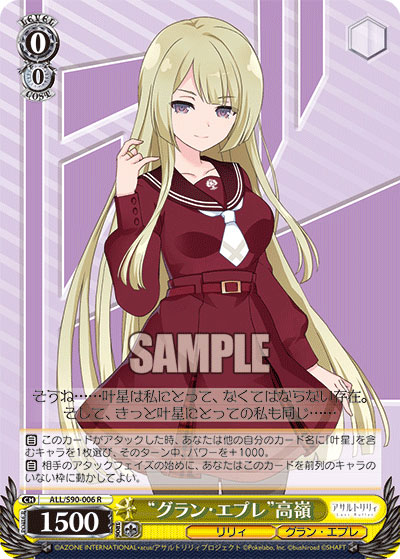 LEVEL
0
0
COST
SAMPLE
そうね……叶星は私にとって、なくてはならない存在。
そして、きっと叶星にとっての私も同じ……
自 このカードがアタックした時、あなたは他の自分のカード名に「叶星」を含
むキャラを1枚選び、そのターン中、パワーを+1000。
自 相手のアタックフェイズの始めに、あなたはこのカードを前列のキャラの
いない枠に動かしてよい。
CH ALL/S90-006 R
1500
“グラン・エプレ”高嶺
アサルトリリィ
リリィ
グラン・エプレ
©AZONE INTERNATIONAL・acus/アサルトリリィプロジェクト ©Pokelabo, Inc. ©bushiroad ©SHAFT